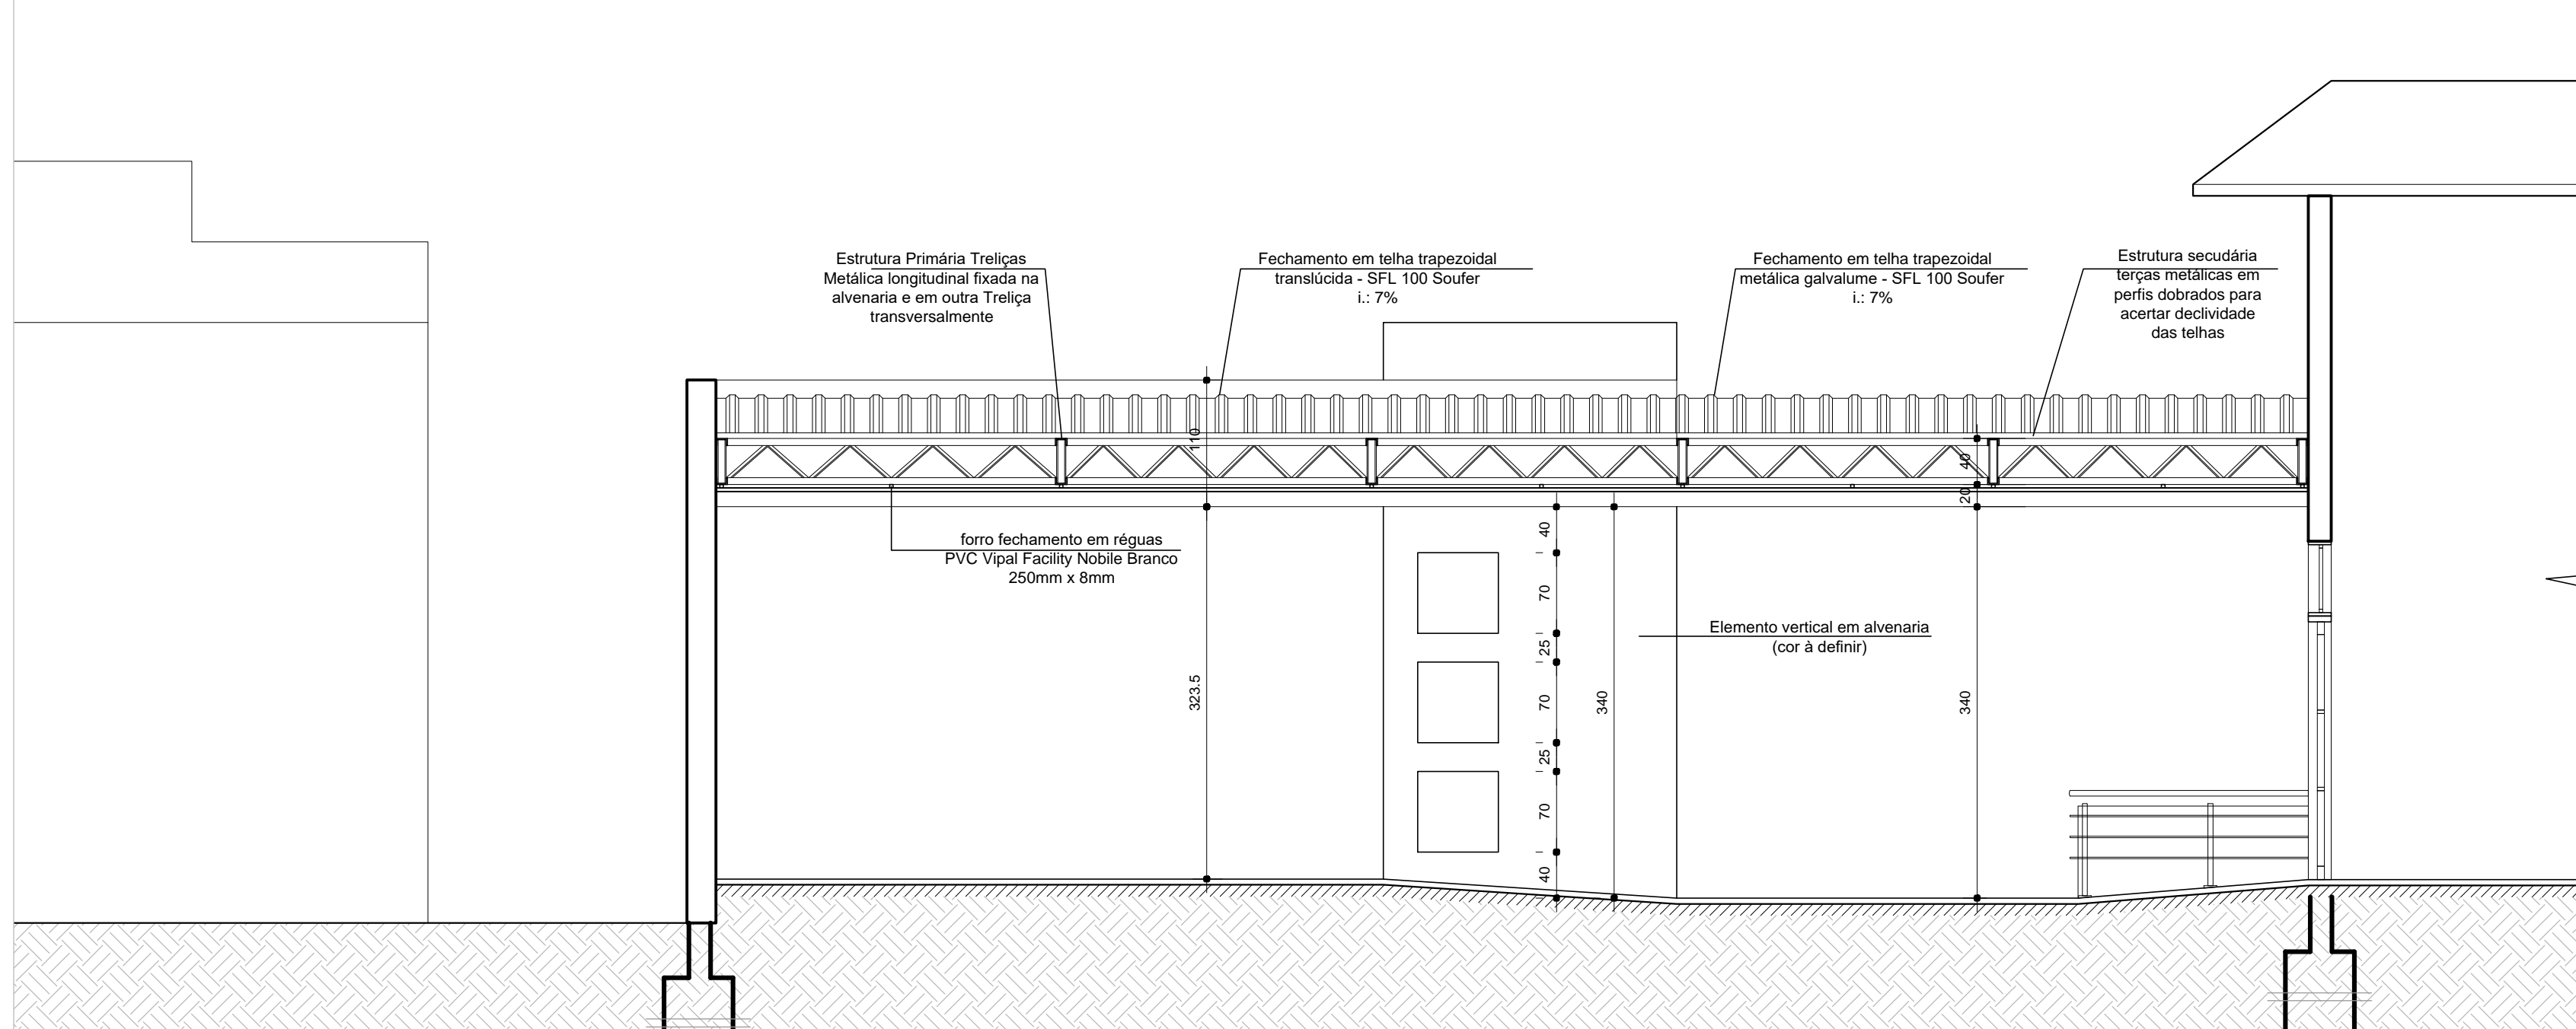 Estrutura Primária Treliças
Metálica longitudinal fixada na
alvenaria e em outra Treliça
transversalmente
Fechamento em telha trapezoidal
translúcida - SFL 100 Soufer
i.: 7%
Fechamento em telha trapezoidal
metálica galvalume - SFL 100 Soufer
i.: 7%
Estrutura secudária
terças metálicas em
perfis dobrados para
acertar declividade
das telhas
110
40
20
forro fechamento em réguas
PVC Vipal Facility Nobile Branco
250mm x 8mm
323.5
40
70
25
70
25
70
40
340
Elemento vertical em alvenaria
(cor à definir)
340